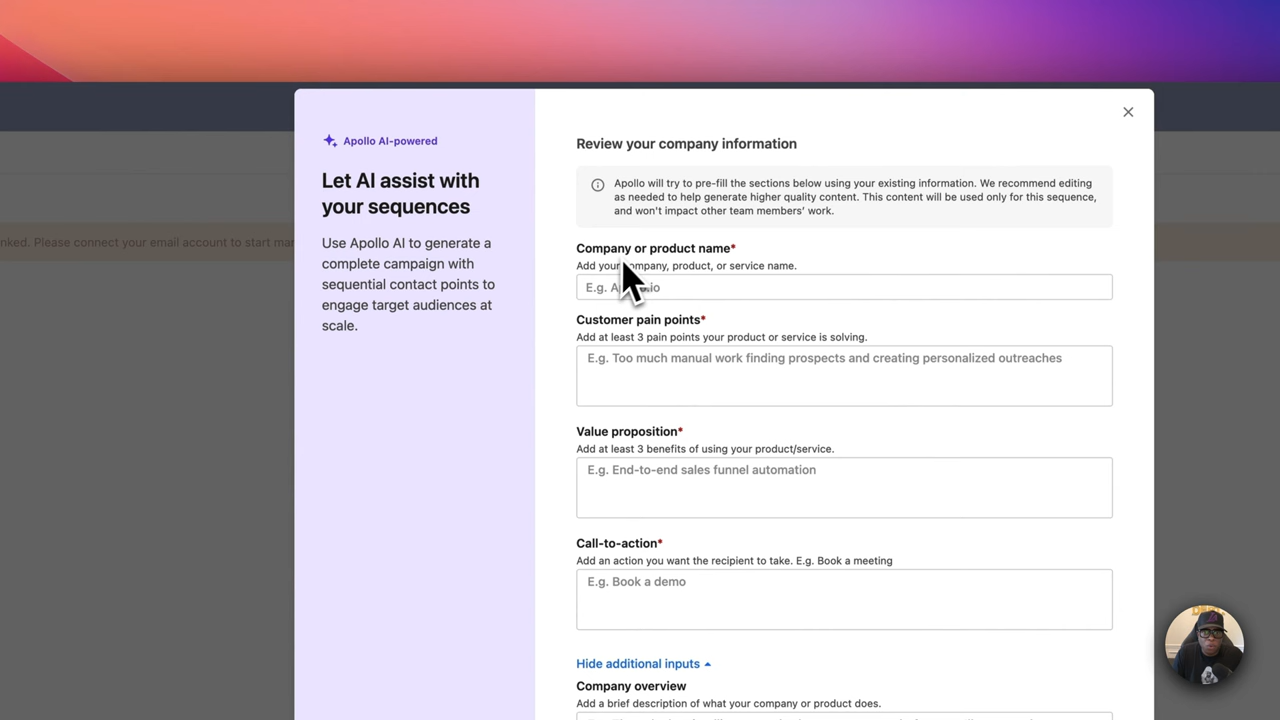 Apollo AI-powered
Let AI assist with
your sequences
Use Apollo AI to generate a
complete campaign with
sequential contact points to
engage target audiences at
scale.
Review your company information
Apollo will try to pre-fill the sections below using your existing information. We recommend editing
as needed to help generate higher quality content. This content will be used only for this sequence,
and won't impact other team members’ work.
nked. Please connect your email account to start mar
Company or product name*
Add your company, product, or service name.
E.g. A
io
Customer pain points*
Add at least 3 pain points your product or service is solving.
E.g. Too much manual work finding prospects and creating personalized outreaches
Value proposition*
Add at least 3 benefits of using your product/service.
E.g. End-to-end sales funnel automation
Call-to-action*
Add an action you want the recipient to take. E.g. Book a meeting
E.g. Book a demo
Hide additional inputs
Company overview
Add a brief description of what your company or product does.